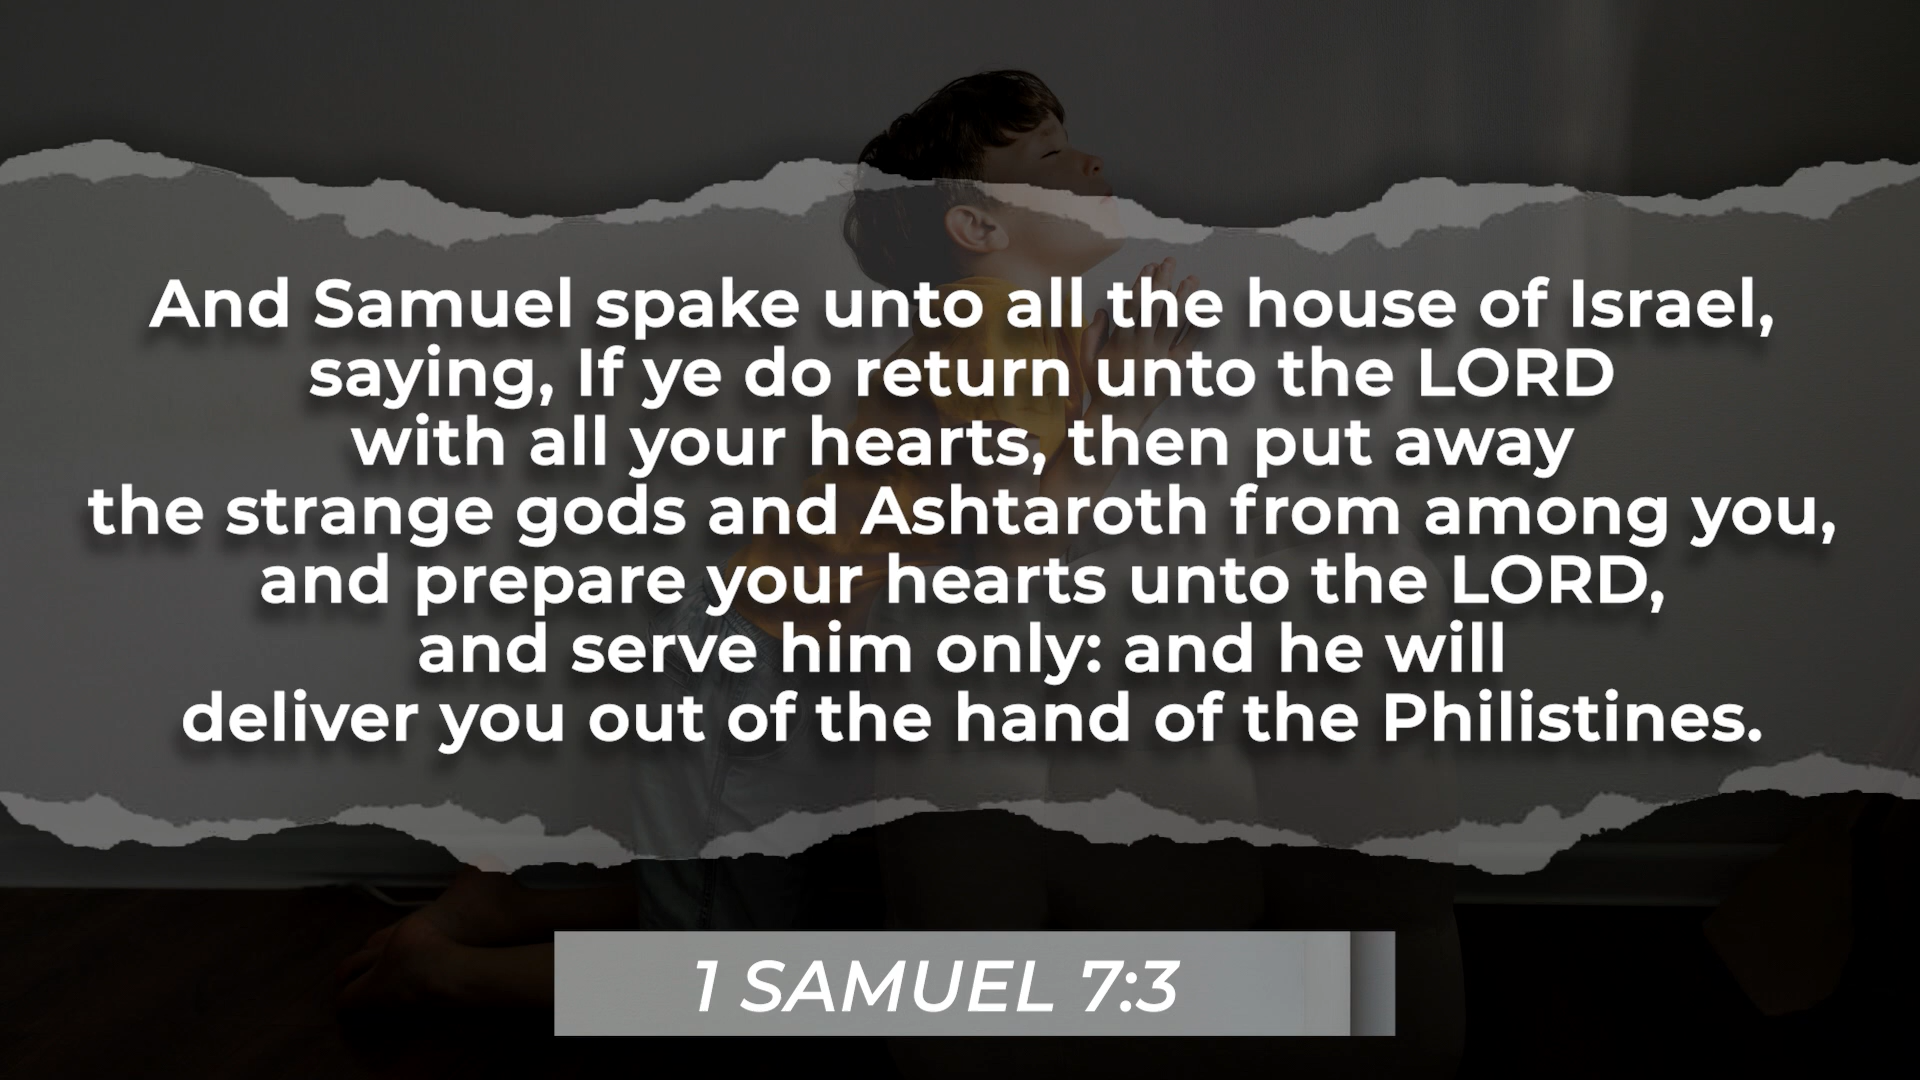 And Samuel spake unto all the house of Israel,
saying, If ye do return unto the LORD
with all your hearts, then put away
the strange gods and Ashtaroth from among you,
and prepare your hearts unto the LORD,
and serve him only: and he will
deliver you out of the hand of the Philistines.
1 SAMUEL 7:3